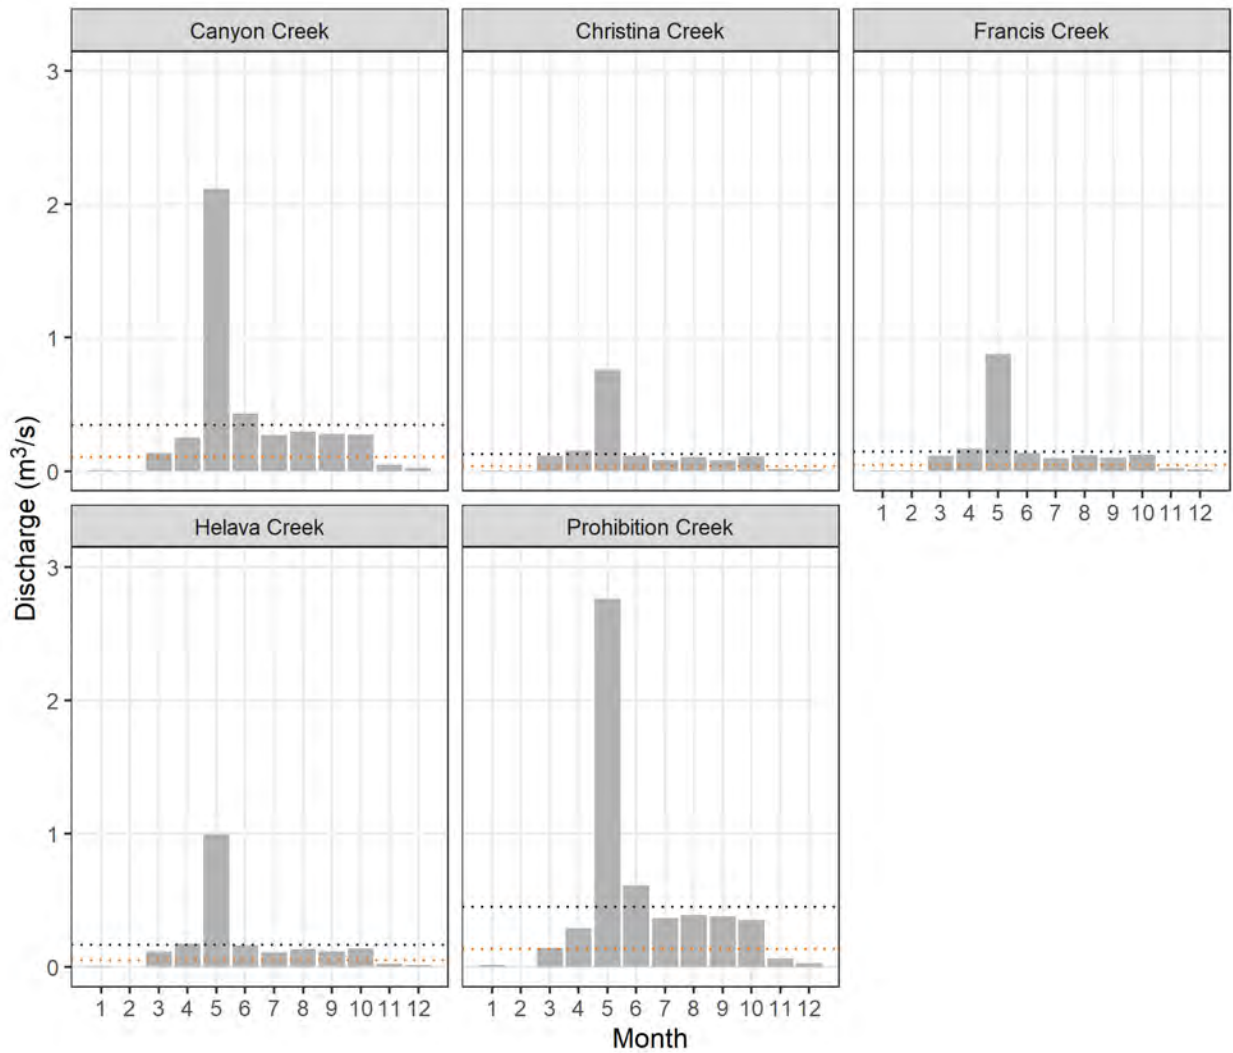 Canyon Creek Christina Creek Francis Creek
3
2
1
0
1 2 3 4 5 6 7 8 9 10 11 12
Discharge (m³/s)
Helava Creek Prohibition Creek
3
2
1
0
1 2 3 4 5 6 7 8 9 10 11 12 1 2 3 4 5 6 7 8 9 10 11 12
Month